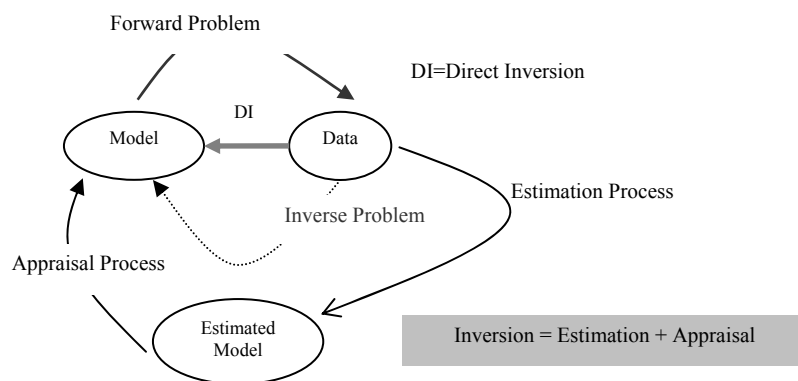 Forward Problem
DI=Direct Inversion
DI
Model
Data
Estimation Process
Inverse Problem
Appraisal Process
Estimated
Model
Inversion = Estimation + Appraisal